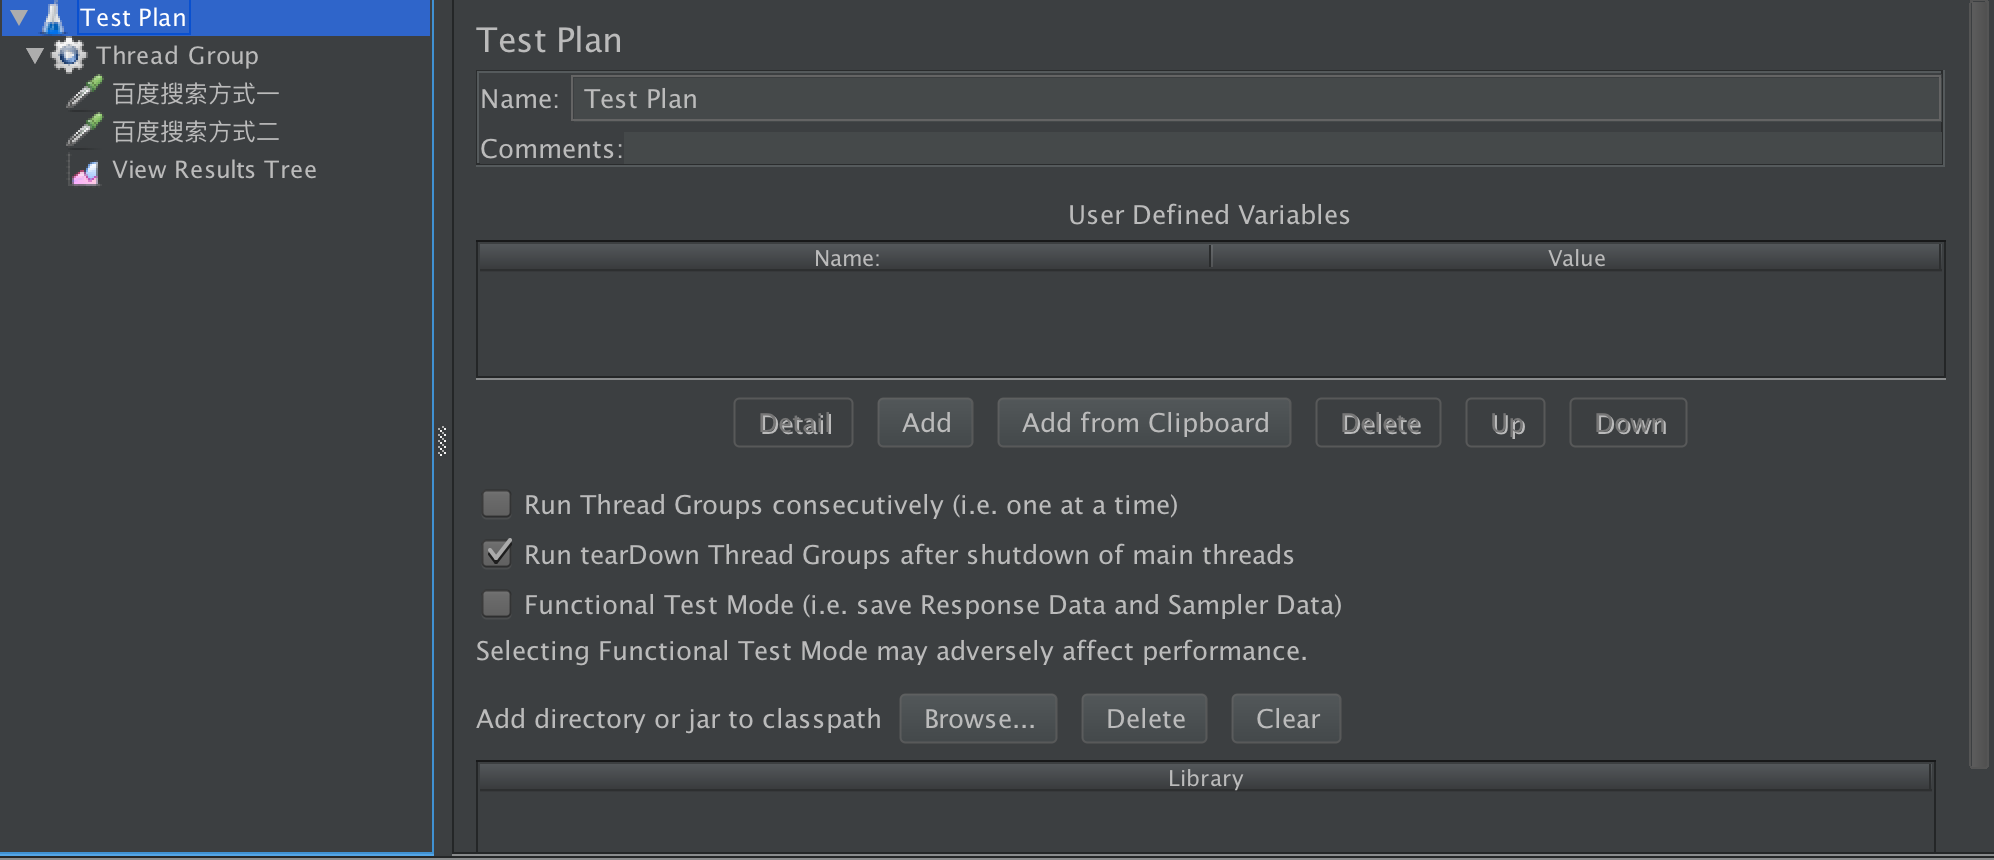 Test Plan
Thread Group
百度搜索方式一
百度搜索方式二
View Results Tree
Test Plan
Name: Test Plan
Comments:
User Defined Variables
Name: Value
Detail Add Add from Clipboard Delete Up Down
Run Thread Groups consecutively (i.e. one at a time)
Run tearDown Thread Groups after shutdown of main threads
Functional Test Mode (i.e. save Response Data and Sampler Data)
Selecting Functional Test Mode may adversely affect performance.
Add directory or jar to classpath Browse... Delete Clear
Library